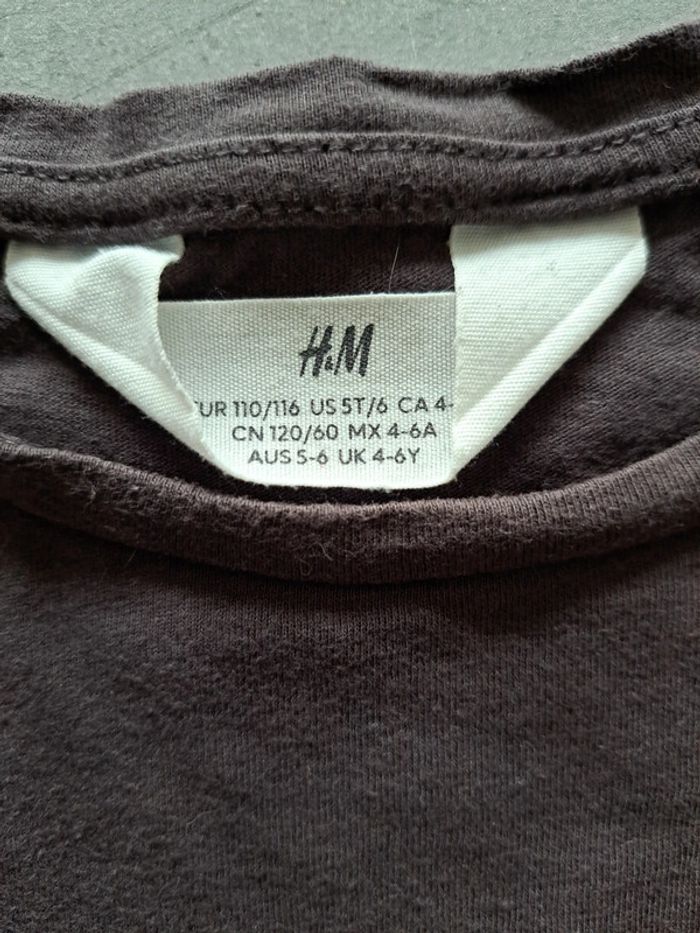 H&M
EUR 110/116 US 5T/6 CA 4-
CN 120/60 MX 4-6A
AUS 5-6 UK 4-6Y